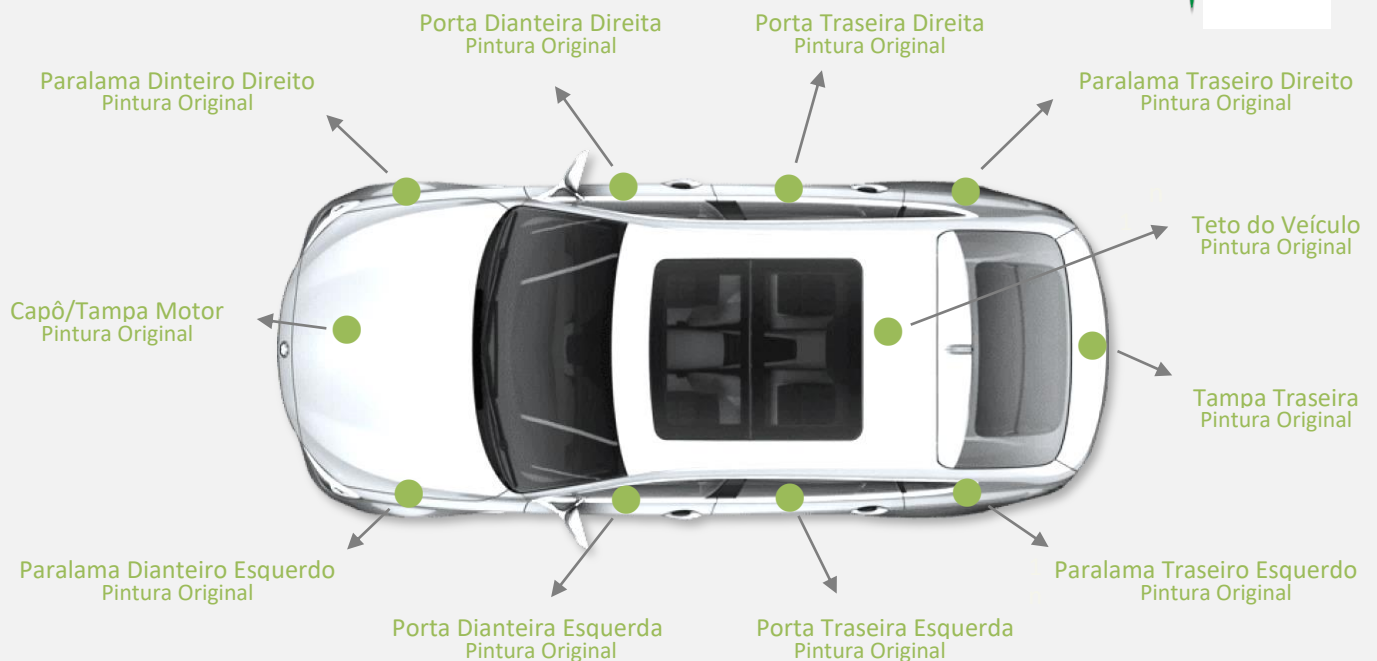 Porta Dianteira Direita
Pintura Original
Porta Traseira Direita
Pintura Original
Paralama Dinteiro Direito
Pintura Original
Paralama Traseiro Direito
Pintura Original
Teto do Veículo
Pintura Original
Capô/Tampa Motor
Pintura Original
Tampa Traseira
Pintura Original
Paralama Dianteiro Esquerdo
Pintura Original
Paralama Traseiro Esquerdo
Pintura Original
Porta Dianteira Esquerda
Pintura Original
Porta Traseira Esquerda
Pintura Original